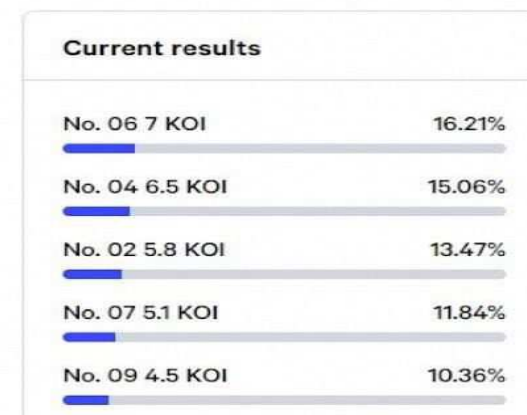 Current results
No. 06 7 KOI 16.21%
No. 04 6.5 KOI 15.06%
No. 02 5.8 KOI 13.47%
No. 07 5.1 KOI 11.84%
No. 09 4.5 KOI 10.36%